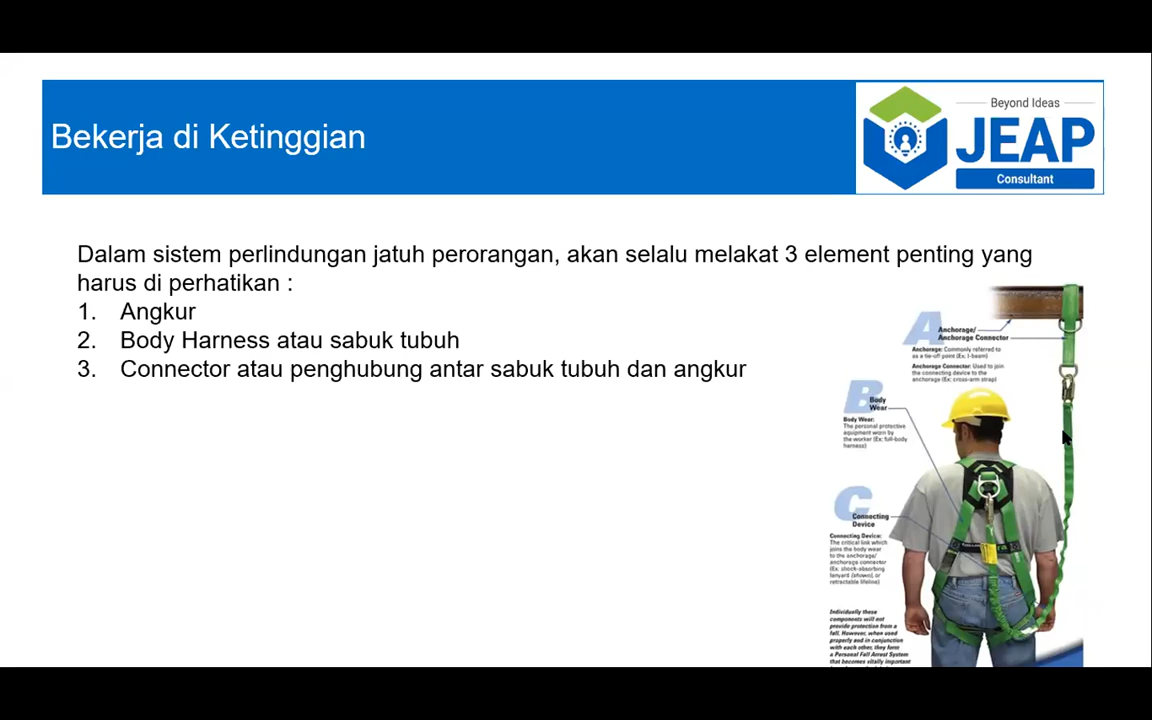 Bekerja di Ketinggian
Beyond Ideas
JEAP
Consultant
Dalam sistem perlindungan jatuh perorangan, akan selalu melakat 3 element penting yang
harus di perhatikan :
1. Angkur
2. Body Harness atau sabuk tubuh
3. Connector atau penghubung antar sabuk tubuh dan angkur
A
Anchorage/
Anchorage Connector
Anchorage: Commonly referred to
as a tie-off point (Ex: I-beam)
Anchorage Connector: Used to join
the connecting device to the
anchorage (Ex: cross-arm strap)
B
Body
Wear
Body Wear:
The personal protective
equipment worn by
the worker (Ex: full-body
harness)
C
Connecting
Device
Connecting Device:
The critical link which
joins the body wear
to the anchorage/
anchorage connector
(Ex: shock-absorbing
lanyard (shown), or
retractable lifeline)
Individually these
components will not
provide protection from a
fall. However, when used
properly and in conjunction
with each other, they form
a Personal Fall Arrest System
that becomes vitally important